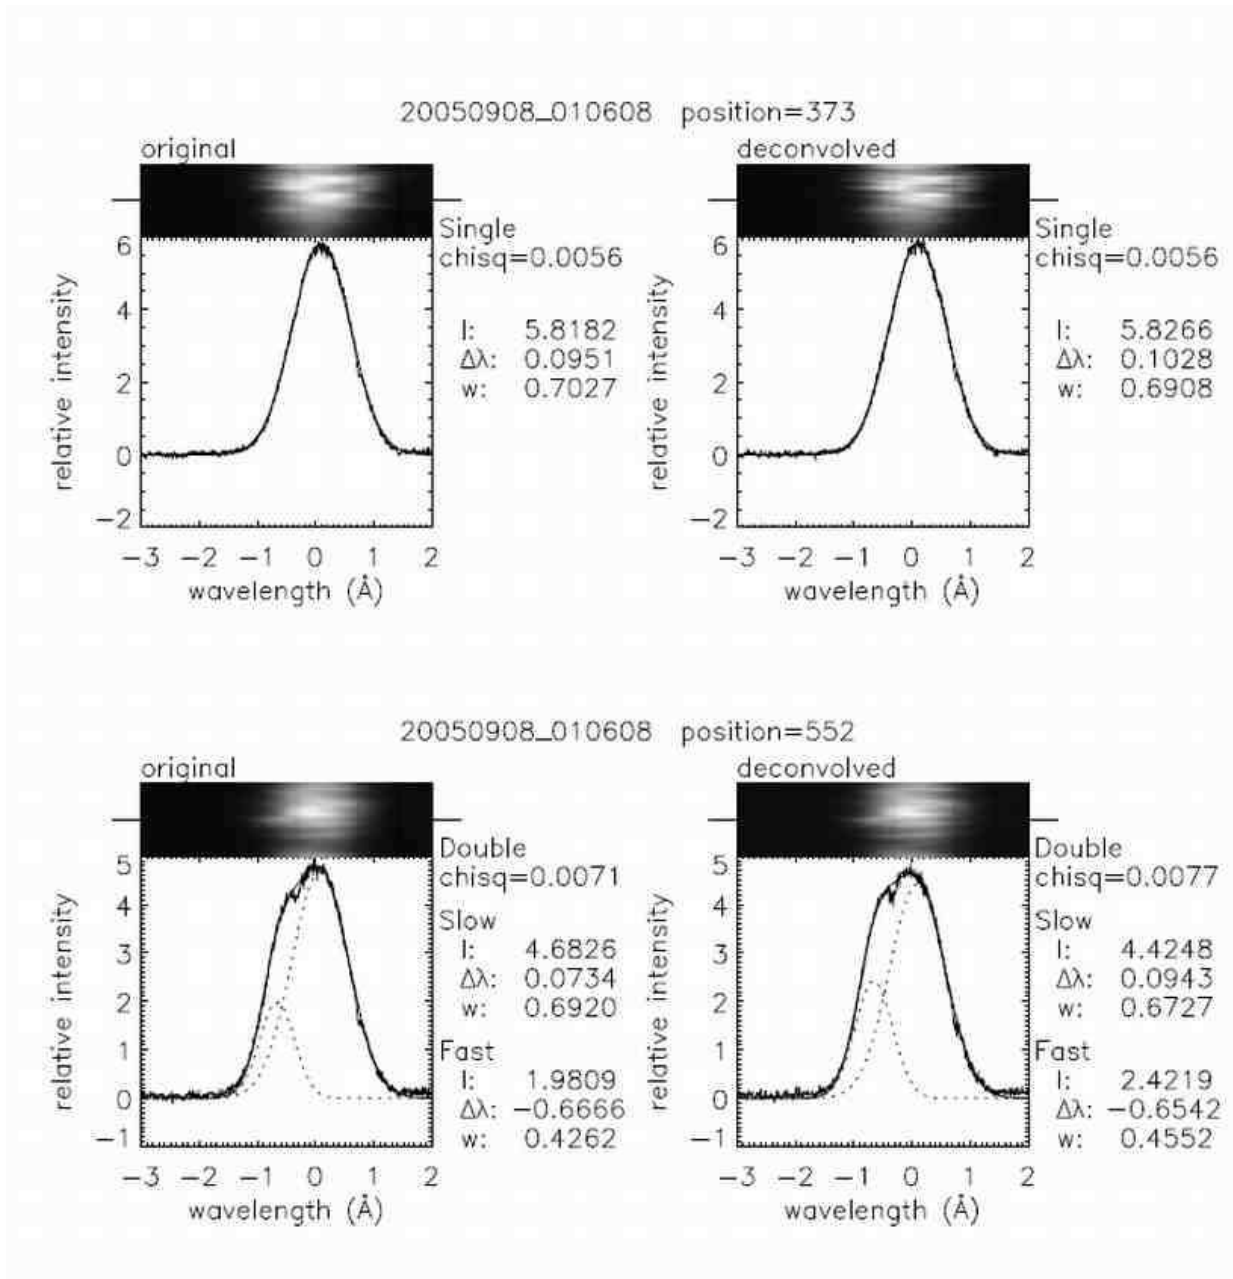 20050908_010608 position=373
original
Single
chisq=0.0056
I: 5.8182
Δλ: 0.0951
w: 0.7027
6
4
2
0
−2
relative intensity
−3 −2 −1 0 1 2
wavelength (Å)
deconvolved
Single
chisq=0.0056
I: 5.8266
Δλ: 0.1028
w: 0.6908
6
4
2
0
−2
relative intensity
−3 −2 −1 0 1 2
wavelength (Å)
20050908_010608 position=552
original
Double
chisq=0.0071
Slow
I: 4.6826
Δλ: 0.0734
w: 0.6920
Fast
I: 1.9809
Δλ: −0.6666
w: 0.4262
5
4
3
2
1
0
−1
relative intensity
−3 −2 −1 0 1 2
wavelength (Å)
deconvolved
Double
chisq=0.0077
Slow
I: 4.4248
Δλ: 0.0943
w: 0.6727
Fast
I: 2.4219
Δλ: −0.6542
w: 0.4552
5
4
3
2
1
0
−1
relative intensity
−3 −2 −1 0 1 2
wavelength (Å)